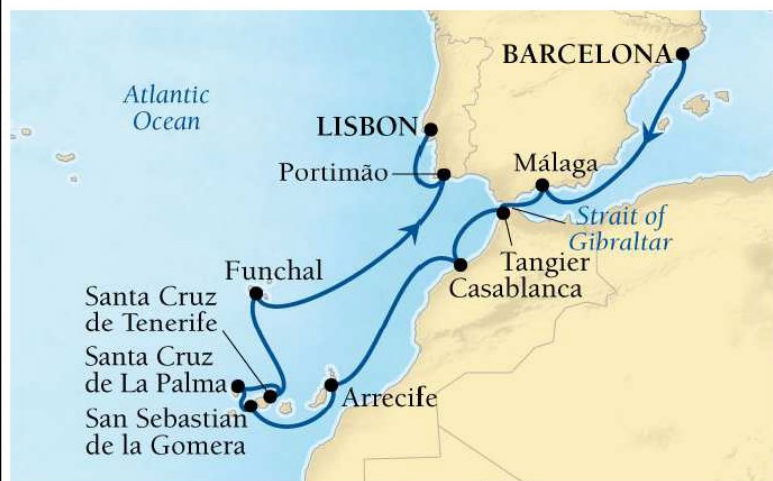 BARCELONA
Atlantic
Ocean
LISBON
Málaga
Portimão
Strait of
Gibraltar
Tangier
Funchal
Casablanca
Santa Cruz
de Tenerife
Santa Cruz
de La Palma
Arrecife
San Sebastian
de la Gomera